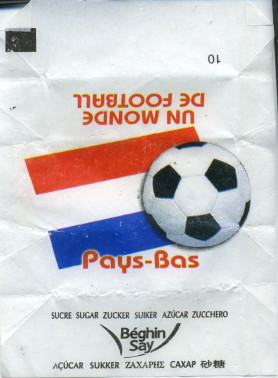 10
UN MONDE
DE FOOTBALL
Pays-Bas
SUCRE SUGAR ZUCKER SUIKER AZÚCAR ZUCCHERO
Béghin
Say
AÇÚCAR SUKKER ΖΑΧΑΡΗΣ CAXAP 砂糖